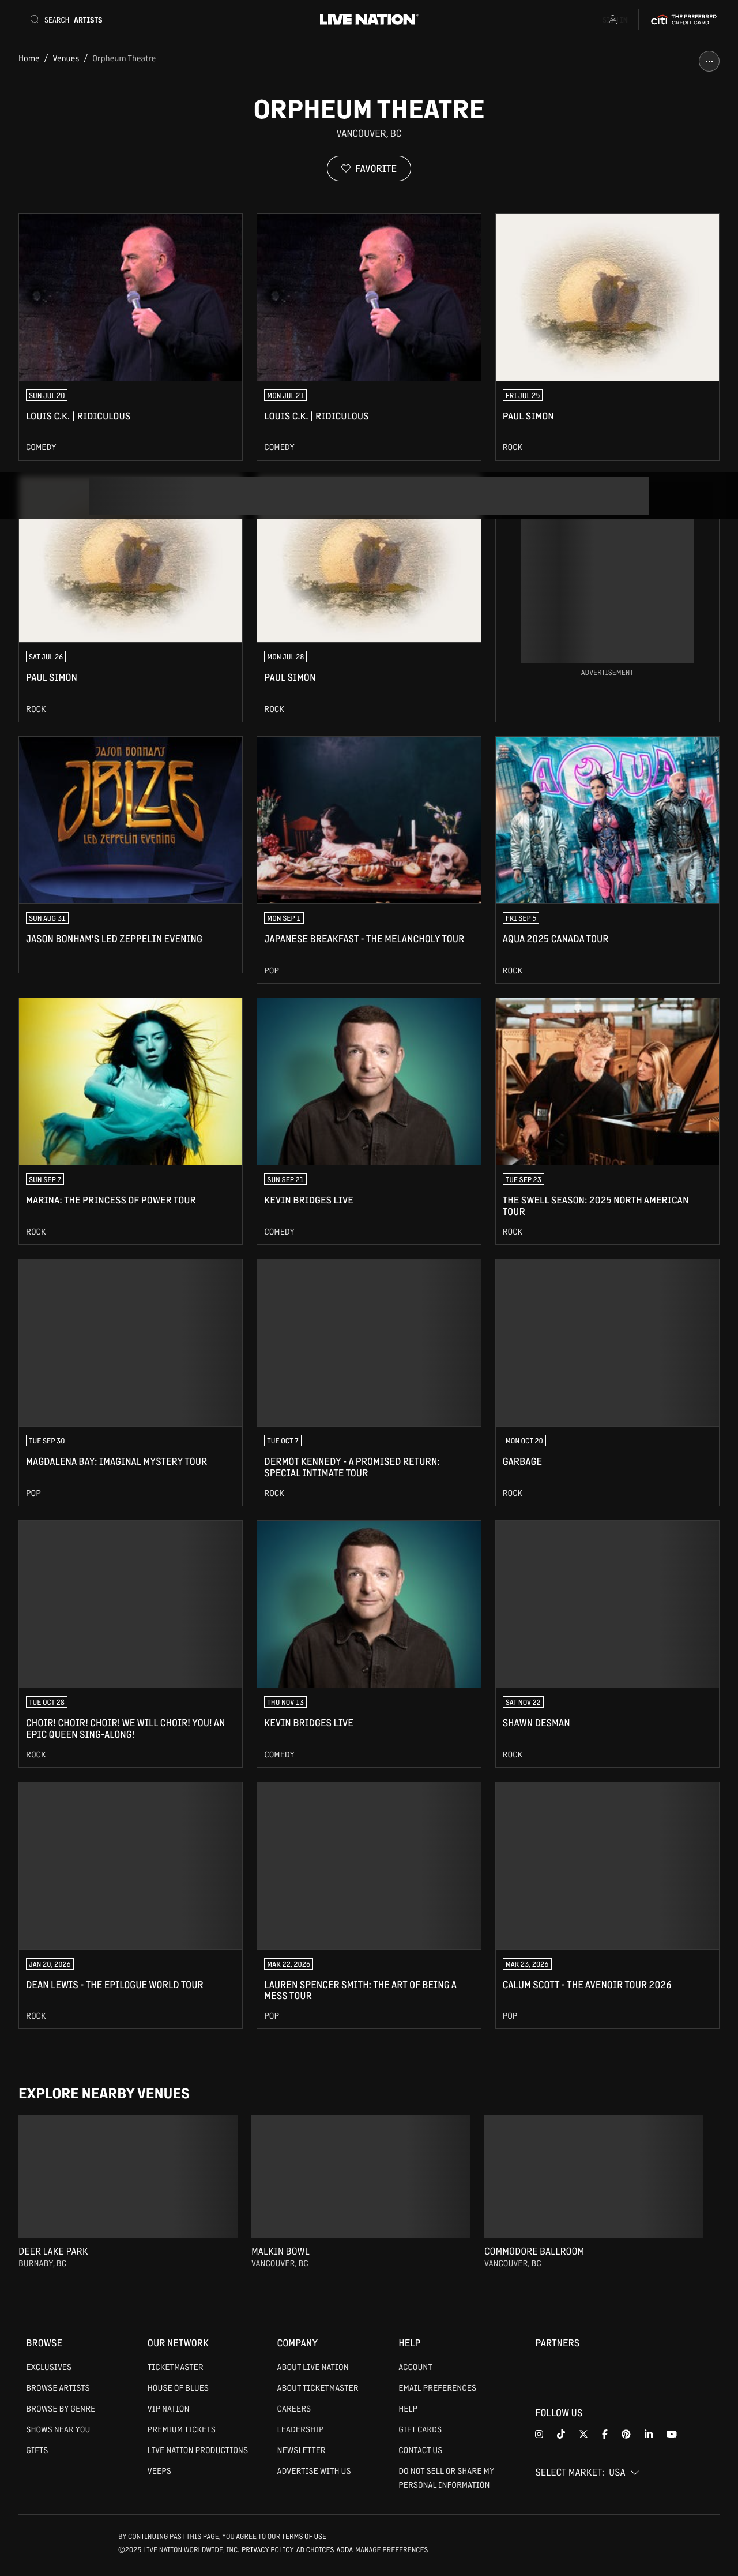 SEARCH ARTISTS
LIVE NATION
citi THE PREFERRED CREDIT CARD
Home / Venues / Orpheum Theatre
ORPHEUM THEATRE
VANCOUVER, BC
FAVORITE
SUN JUL 20
LOUIS C.K. | RIDICULOUS
COMEDY
MON JUL 21
LOUIS C.K. | RIDICULOUS
COMEDY
FRI JUL 25
PAUL SIMON
ROCK
SAT JUL 26
PAUL SIMON
ROCK
MON JUL 28
PAUL SIMON
ROCK
ADVERTISEMENT
JASON BONHAM'S
JBLZE
LED ZEPPELIN EVENING
SUN AUG 31
JASON BONHAM'S LED ZEPPELIN EVENING
MON SEP 1
JAPANESE BREAKFAST - THE MELANCHOLY TOUR
POP
AQUA
FRI SEP 5
AQUA 2025 CANADA TOUR
ROCK
SUN SEP 7
MARINA: THE PRINCESS OF POWER TOUR
ROCK
SUN SEP 21
KEVIN BRIDGES LIVE
COMEDY
PETROF
TUE SEP 23
THE SWELL SEASON: 2025 NORTH AMERICAN
TOUR
ROCK
TUE SEP 30
MAGDALENA BAY: IMAGINAL MYSTERY TOUR
POP
TUE OCT 7
DERMOT KENNEDY - A PROMISED RETURN:
SPECIAL INTIMATE TOUR
ROCK
MON OCT 20
GARBAGE
ROCK
TUE OCT 28
CHOIR! CHOIR! CHOIR! WE WILL CHOIR! YOU! AN
EPIC QUEEN SING-ALONG!
ROCK
THU NOV 13
KEVIN BRIDGES LIVE
COMEDY
SAT NOV 22
SHAWN DESMAN
ROCK
JAN 20, 2026
DEAN LEWIS - THE EPILOGUE WORLD TOUR
ROCK
MAR 22, 2026
LAUREN SPENCER SMITH: THE ART OF BEING A
MESS TOUR
POP
MAR 23, 2026
CALUM SCOTT - THE AVENOIR TOUR 2026
POP
EXPLORE NEARBY VENUES
DEER LAKE PARK
BURNABY, BC
MALKIN BOWL
VANCOUVER, BC
COMMODORE BALLROOM
VANCOUVER, BC
BROWSE
EXCLUSIVES
BROWSE ARTISTS
BROWSE BY GENRE
SHOWS NEAR YOU
GIFTS
OUR NETWORK
TICKETMASTER
HOUSE OF BLUES
VIP NATION
PREMIUM TICKETS
LIVE NATION PRODUCTIONS
VEEPS
COMPANY
ABOUT LIVE NATION
ABOUT TICKETMASTER
CAREERS
LEADERSHIP
NEWSLETTER
ADVERTISE WITH US
HELP
ACCOUNT
EMAIL PREFERENCES
HELP
GIFT CARDS
CONTACT US
DO NOT SELL OR SHARE MY
PERSONAL INFORMATION
PARTNERS
FOLLOW US
SELECT MARKET: USA
BY CONTINUING PAST THIS PAGE, YOU AGREE TO OUR TERMS OF USE
©2025 LIVE NATION WORLDWIDE, INC. PRIVACY POLICY AD CHOICES AODA MANAGE PREFERENCES